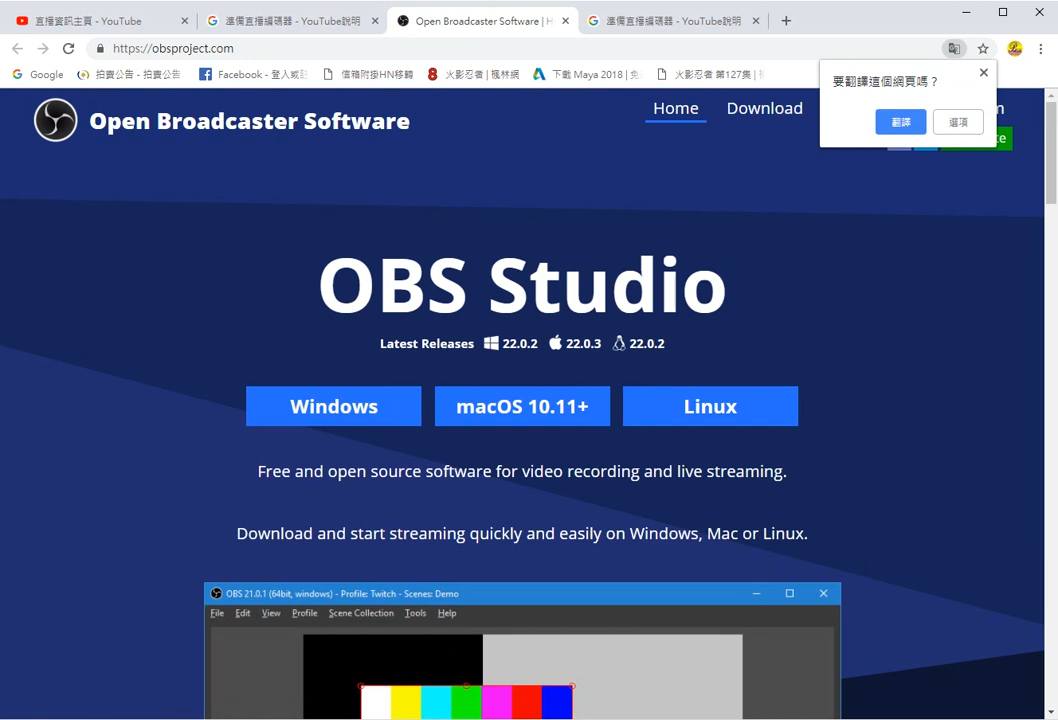 直播資訊主頁 - YouTube
準備直播編碼器 - YouTube說明
Open Broadcaster Software | H
準備直播編碼器 - YouTube說明
https://obsproject.com
Google
拍賣公告 - 拍賣公告
Facebook - 登入或註
信箱附掛HN移轉
火影忍者 | 楓林網
下載 Maya 2018 | 免
火影忍者 第127集 |
要翻譯這個網頁嗎？
翻譯
選項
Open Broadcaster Software
Home
Download
OBS Studio
Latest Releases 22.0.2 22.0.3 22.0.2
Windows
macOS 10.11+
Linux
Free and open source software for video recording and live streaming.
Download and start streaming quickly and easily on Windows, Mac or Linux.
OBS 21.0.1 (64bit, windows) - Profile: Twitch - Scenes: Demo
File Edit View Profile Scene Collection Tools Help